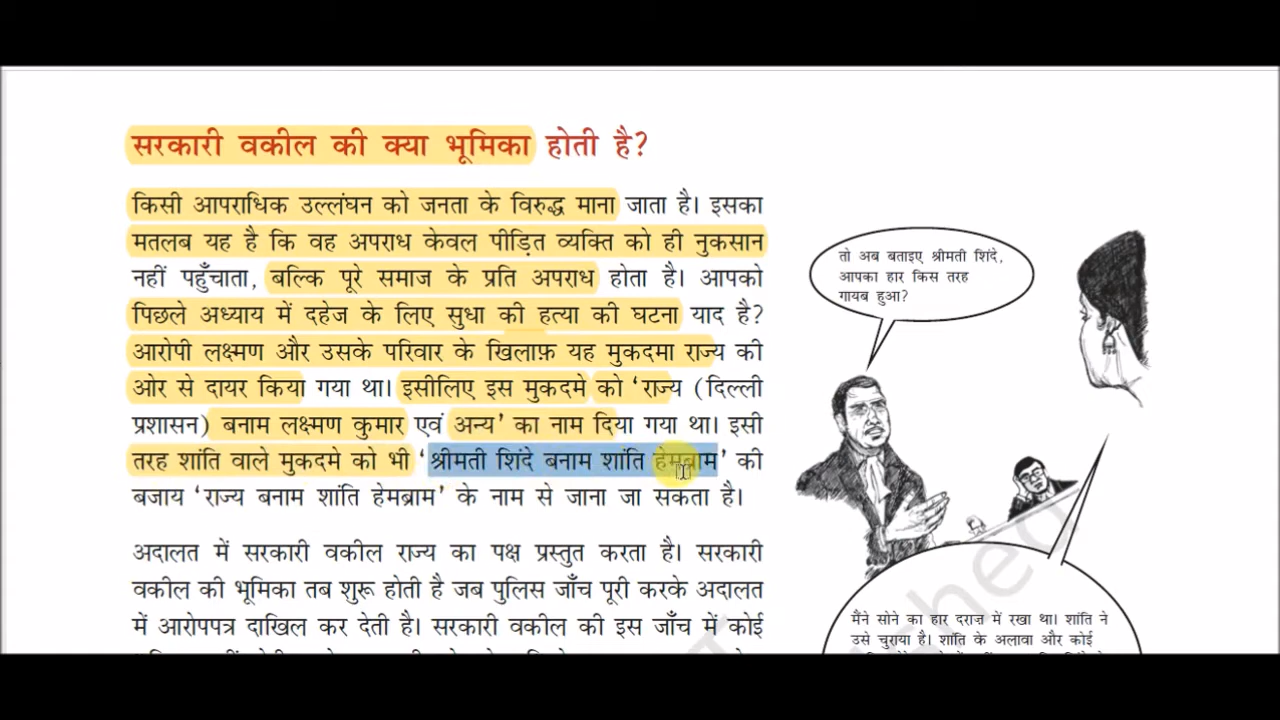 सरकारी वकील की क्या भूमिका होती है?
किसी आपराधिक उल्लंघन को जनता के विरुद्ध माना जाता है। इसका
मतलब यह है कि वह अपराध केवल पीड़ित व्यक्ति को ही नुकसान
नहीं पहुँचाता, बल्कि पूरे समाज के प्रति अपराध होता है। आपको
पिछले अध्याय में दहेज के लिए सुधा की हत्या की घटना याद है?
आरोपी लक्ष्मण और उसके परिवार के खिलाफ़ यह मुकदमा राज्य की
ओर से दायर किया गया था। इसीलिए इस मुकदमे को ‘राज्य (दिल्ली
प्रशासन) बनाम लक्ष्मण कुमार एवं अन्य’ का नाम दिया गया था। इसी
तरह शांति वाले मुकदमे को भी ‘श्रीमती शिंदे बनाम शांति हेमब्राम’ की
बजाय ‘राज्य बनाम शांति हेमब्राम’ के नाम से जाना जा सकता है।
अदालत में सरकारी वकील राज्य का पक्ष प्रस्तुत करता है। सरकारी
वकील की भूमिका तब शुरू होती है जब पुलिस जाँच पूरी करके अदालत
में आरोपपत्र दाखिल कर देती है। सरकारी वकील की इस जाँच में कोई
तो अब बताइए श्रीमती शिंदे,
आपका हार किस तरह
गायब हुआ?
मैंने सोने का हार दराज में रखा था। शांति ने
उसे चुराया है। शांति के अलावा और कोई